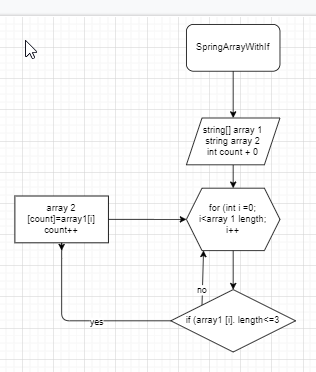 SpringArrayWithIf
string[] array 1
string array 2
int count + 0
for (int i =0;
i<array 1 length;
i++
array 2
[count]=array1[i]
count++
no
if (array1 [i]. length<=3
yes